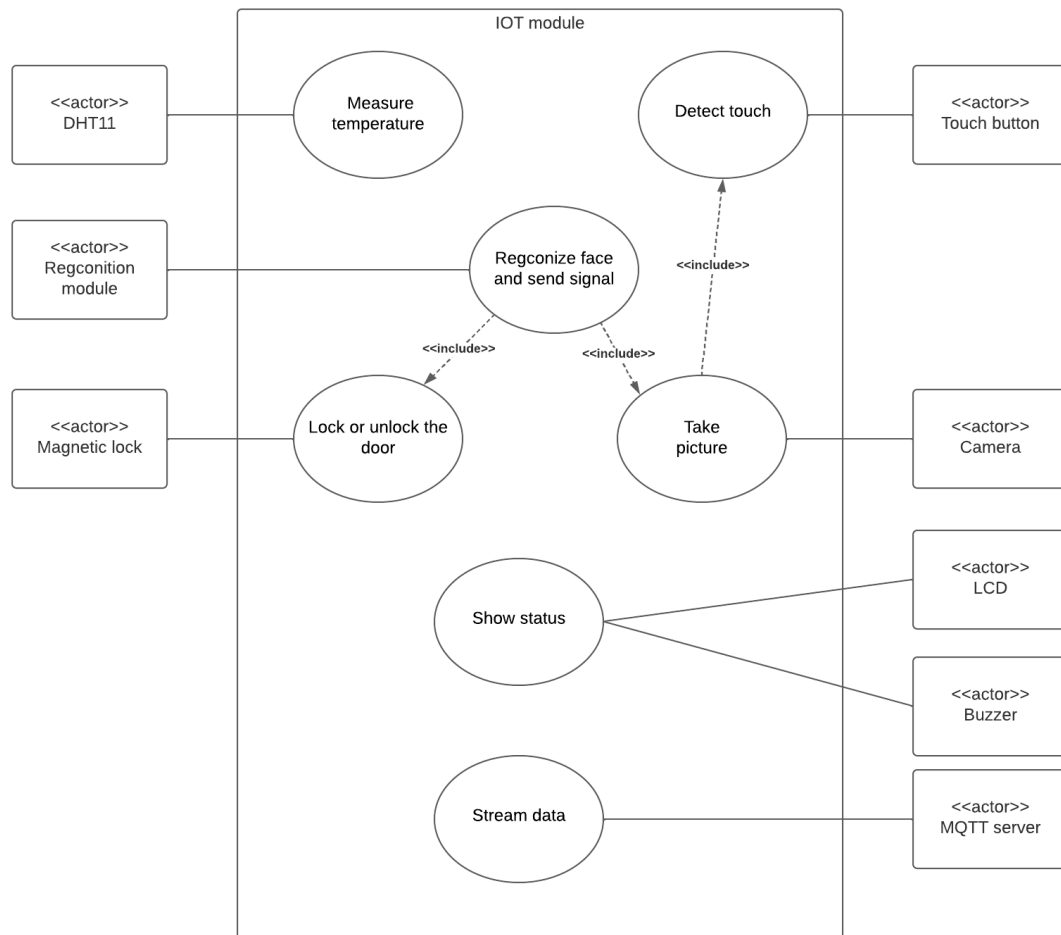 IOT module
<<actor>>
DHT11
Measure
temperature
Detect touch
<<actor>>
Touch button
<<actor>>
Regconition
module
Regconize face
and send signal
<<include>>
<<include>>
<<include>>
<<actor>>
Magnetic lock
Lock or unlock the
door
Take
picture
<<actor>>
Camera
Show status
<<actor>>
LCD
<<actor>>
Buzzer
Stream data
<<actor>>
MQTT server